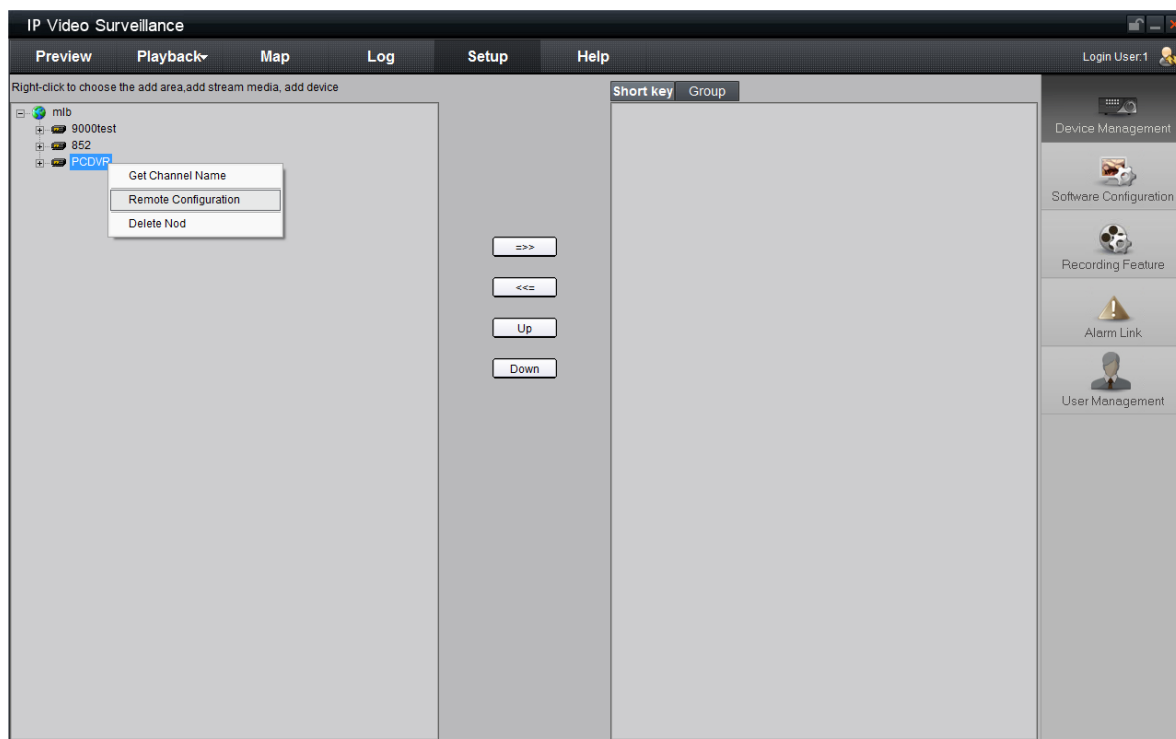 IP Video Surveillance
Preview Playback Map Log Setup Help Login User:1
Right-click to choose the add area,add stream media, add device
Short key Group
mlb
9000test
852
PCDVR
Get Channel Name
Remote Configuration
Delete Nod
=>>
<<=
Up
Down
Device Management
Software Configuration
Recording Feature
Alarm Link
User Management